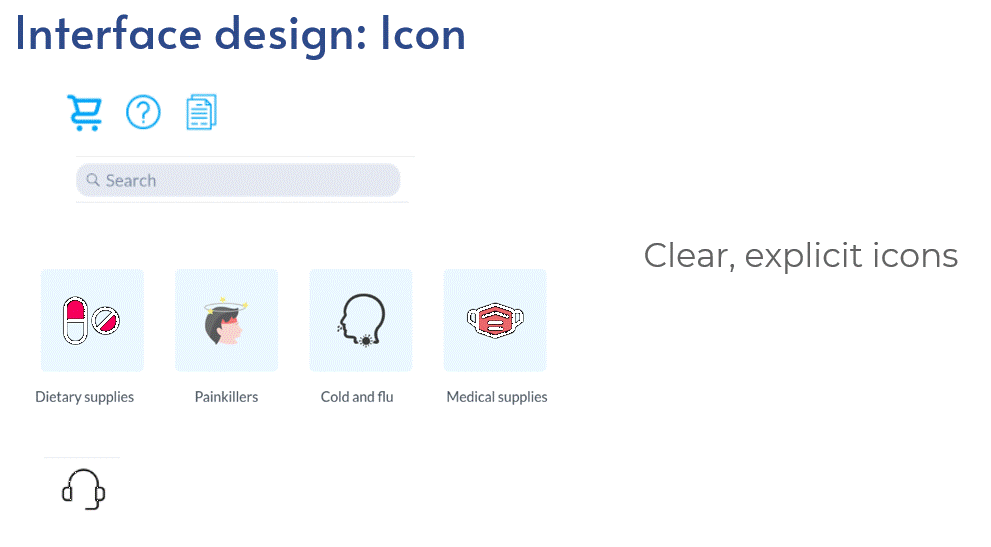 Interface design: Icon
Search
Clear, explicit icons
Dietary supplies
Painkillers
Cold and flu
Medical supplies